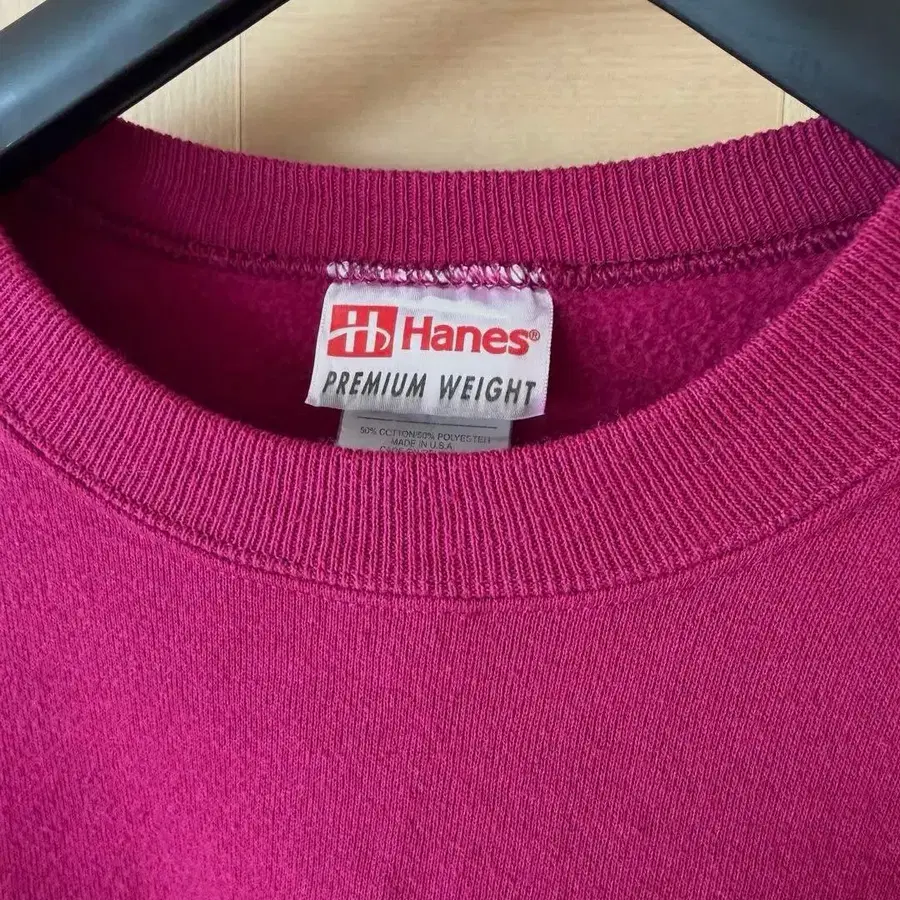 Hanes®
PREMIUM WEIGHT
50% COTTON/50% POLYESTER
MADE IN U.S.A